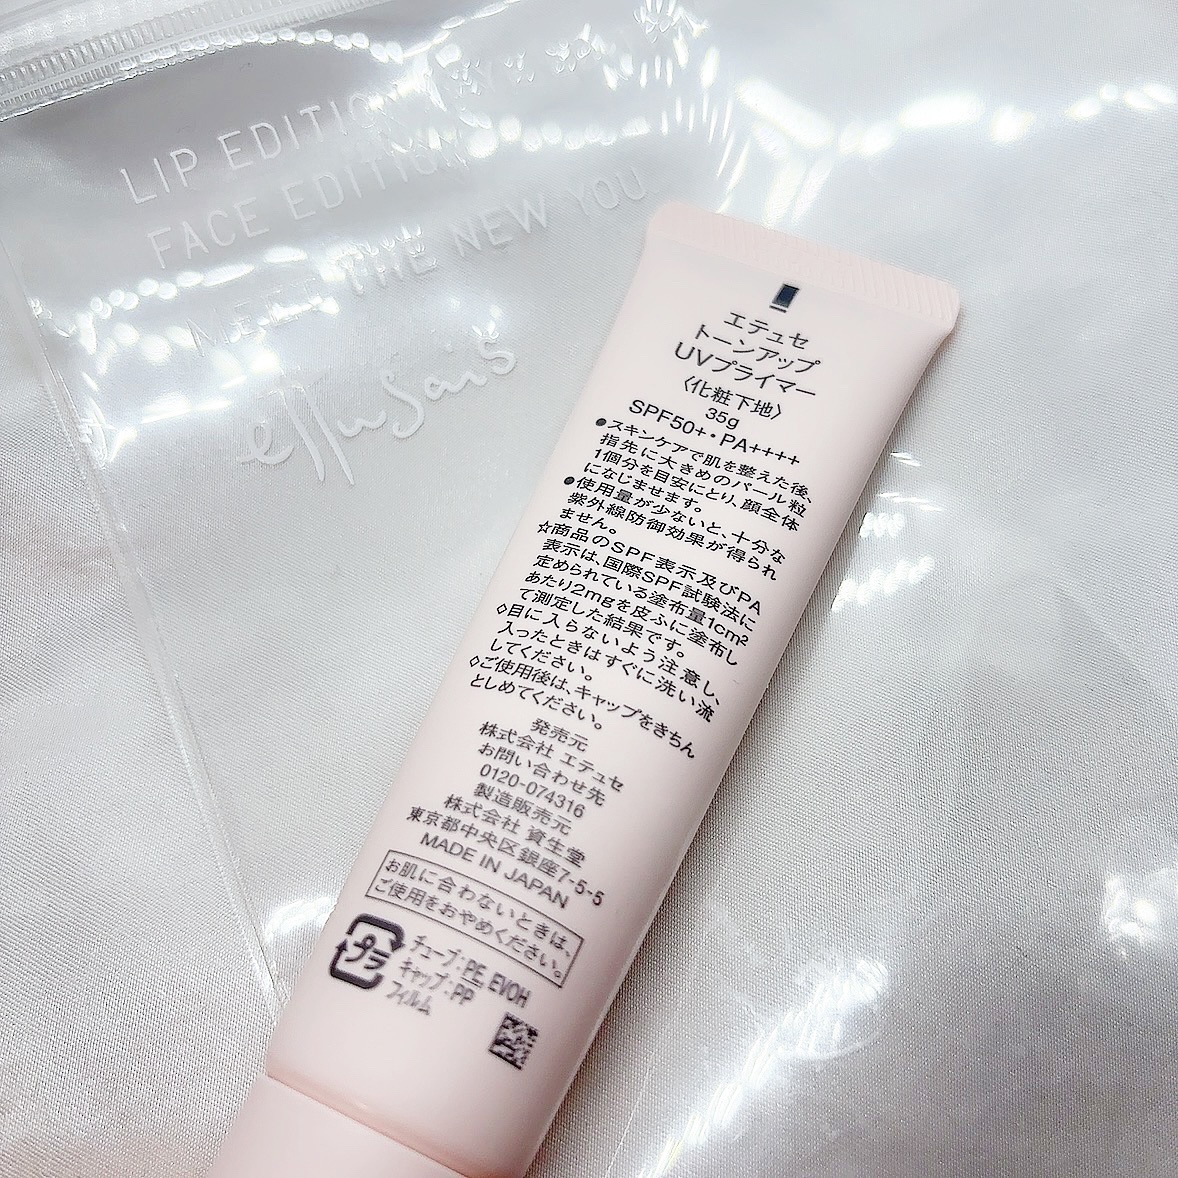 LIP EDITION
FACE EDITION
MEET THE NEW YOU.
ettusais
エテュセ
トーンアップ
UVプライマー
〈化粧下地〉
35g
SPF50+・PA++++
●スキンケアで肌を整えた後、
指先に大きめのパール粒
1個分を目安にとり、顔全体
になじませます。
●使用量が少ないと、十分な
紫外線防御効果が得られ
ません。
☆商品のSPF表示及びPA
表示は、国際SPF試験法に
定められている塗布量1cm²
あたり2mgを皮ふに塗布し
て測定した結果です。
◇目に入らないよう注意し、
入ったときはすぐに洗い流
してください。
◇ご使用後は、キャップをきちん
としめてください。
発売元
株式会社 エテュセ
お問い合わせ先
0120-074316
製造販売元
株式会社 資生堂
東京都中央区銀座7-5-5
MADE IN JAPAN
お肌に合わないときは、
ご使用をおやめください。
プラ
チューブ:PE, EVOH
キャップ:PP
フィルム